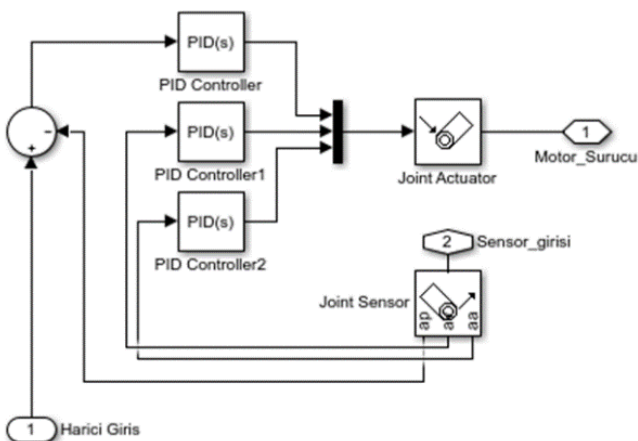 PID(s)
PID Controller
PID(s)
PID Controller1
PID(s)
PID Controller2
-
+
Joint Actuator
1
Motor_Surucu
2
Sensor_girisi
Joint Sensor
ap
aa
1
Harici Giris